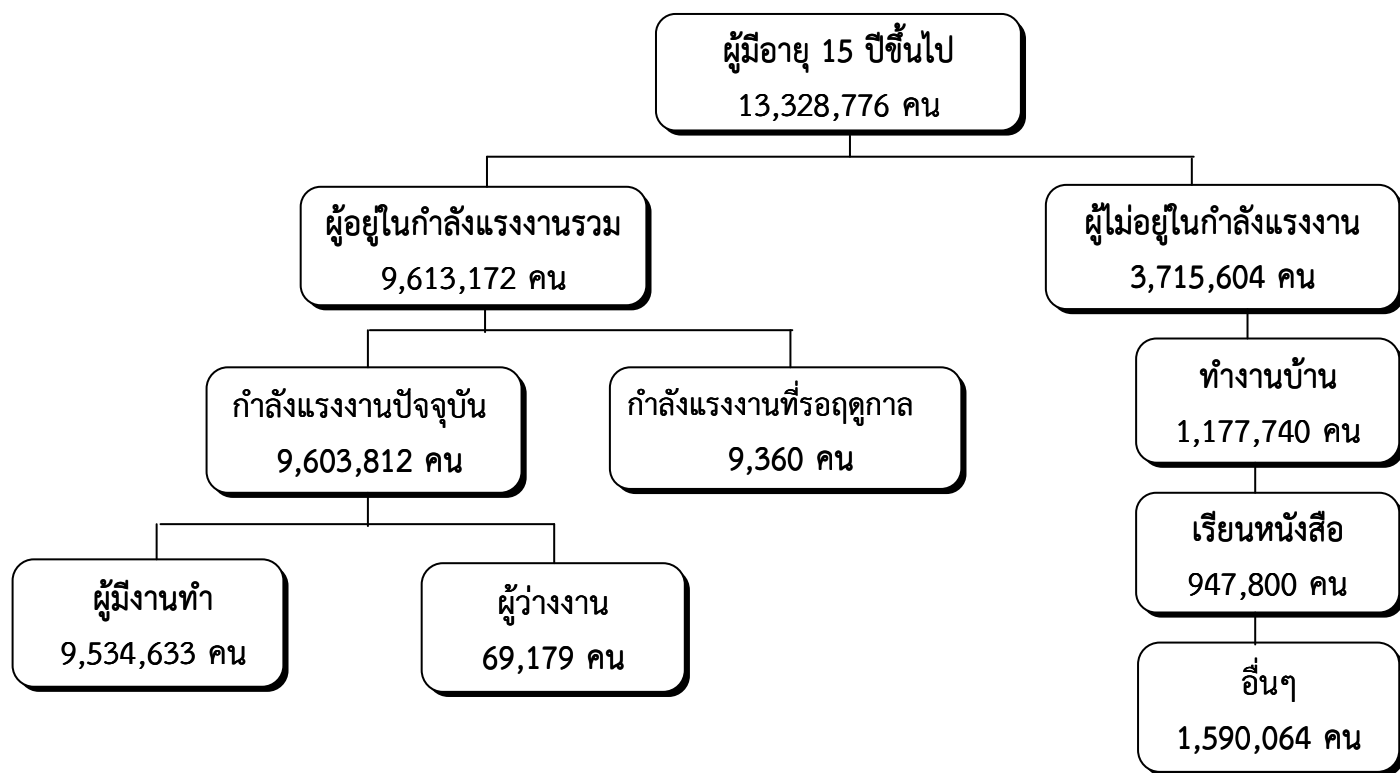 ผู้มีอายุ 15 ปีขึ้นไป
13,328,776 คน
ผู้อยู่ในกำลังแรงงานรวม
9,613,172 คน
ผู้ไม่อยู่ในกำลังแรงงาน
3,715,604 คน
กำลังแรงงานปัจจุบัน
9,603,812 คน
กำลังแรงงานที่รอฤดูกาล
9,360 คน
ทำงานบ้าน
1,177,740 คน
เรียนหนังสือ
947,800 คน
ผู้มีงานทำ
9,534,633 คน
ผู้ว่างงาน
69,179 คน
อื่นๆ
1,590,064 คน